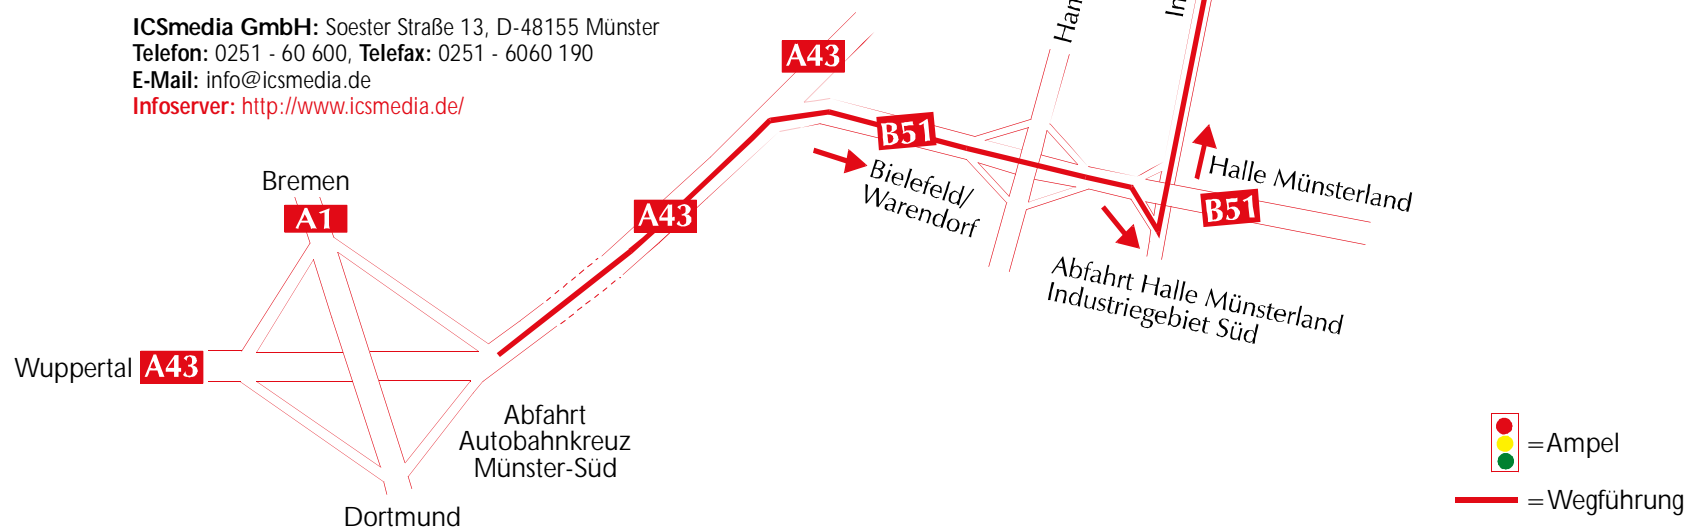 ICSmedia GmbH: Soester Straße 13, D-48155 Münster
Telefon: 0251 - 60 600, Telefax: 0251 - 6060 190
E-Mail: info@icsmedia.de
Infoserver: http://www.icsmedia.de/
Han
In
A43
B51
Halle Münsterland
Bielefeld/
Warendorf
B51
Bremen
A1
A43
Abfahrt Halle Münsterland
Industriegebiet Süd
Wuppertal
A43
Abfahrt
Autobahnkreuz
Münster-Süd
Dortmund
=Ampel
=Wegführung